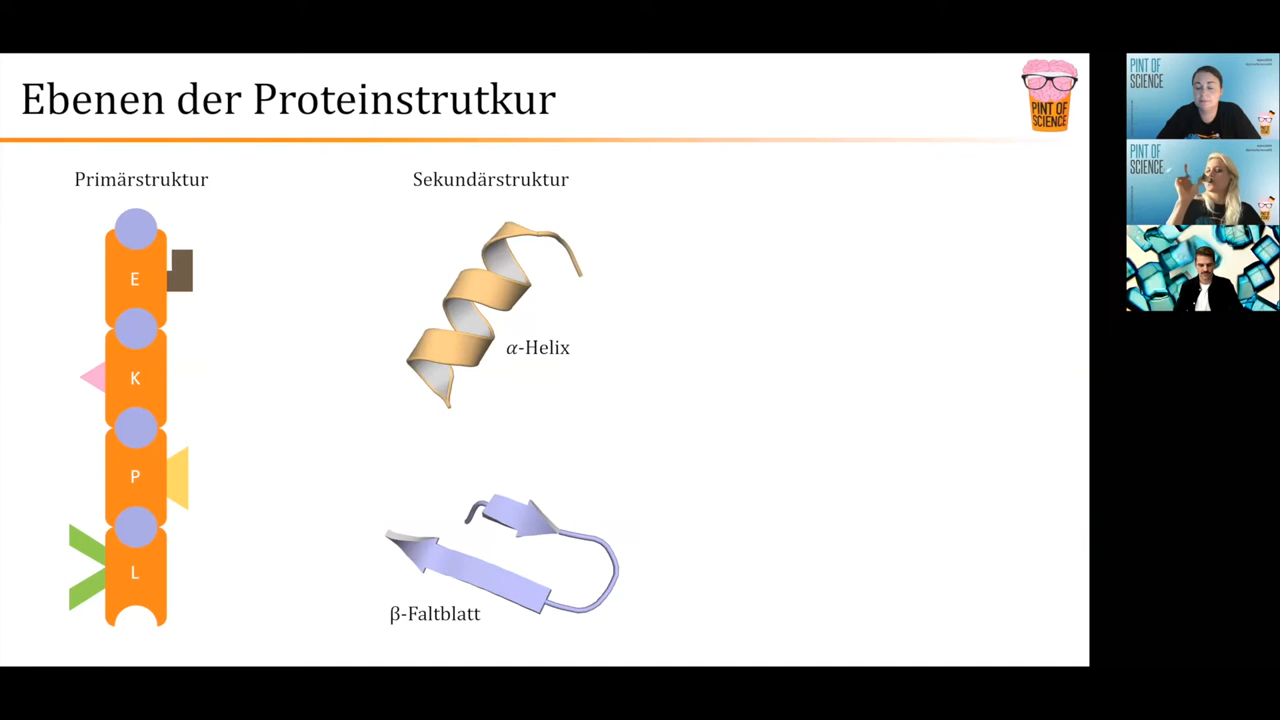 Ebenen der Proteinstrutkur
PINT OF
SCIENCE
Primärstruktur
Sekundärstruktur
E
K
P
L
α-Helix
β-Faltblatt
PINT OF
SCIENCE
PINT OF
SCIENCE